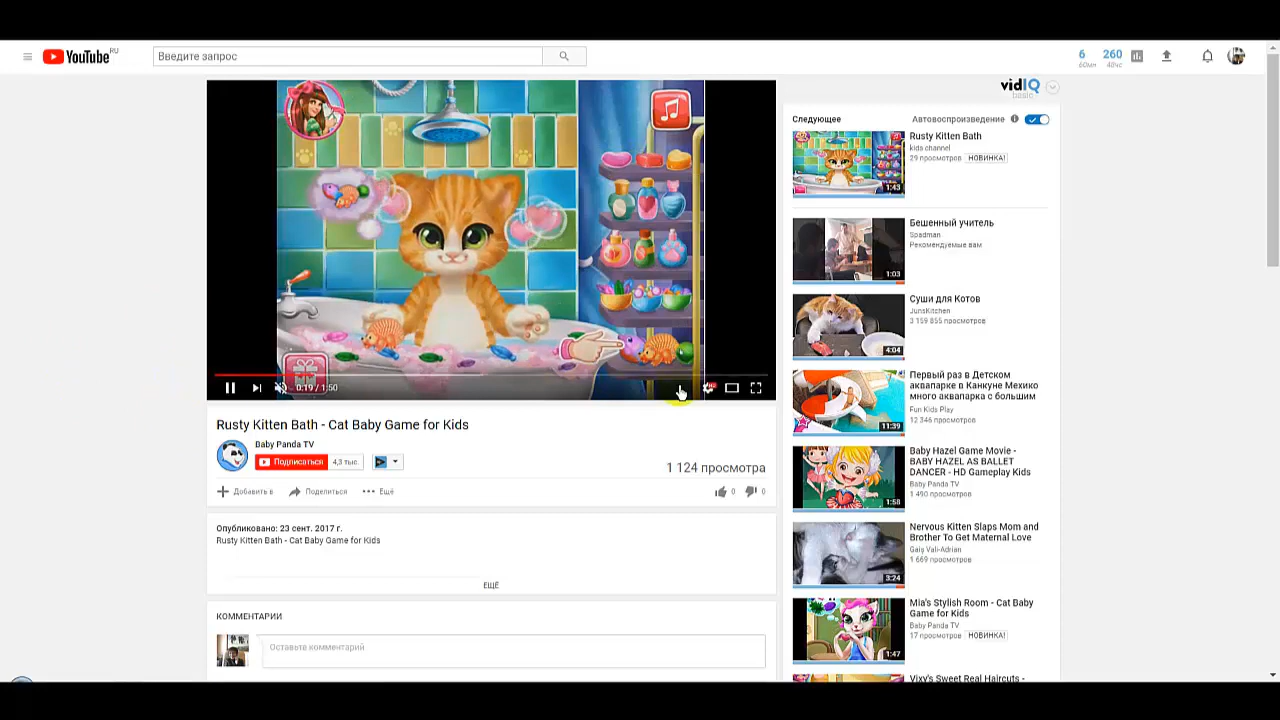 YouTube RU
Введите запрос
6
60мин
260
48чс
vidIQ
basic
Следующее
Автовоспроизведение
Rusty Kitten Bath
kids channel
29 просмотров
НОВИНКА!
1:43
Бешенный учитель
Spadman
Рекомендуемые вам
1:03
Суши для Котов
JunsKitchen
3 159 855 просмотров
4:04
Первый раз в Детском
аквапарке в Канкуне Мехико
много аквапарка с большим
Fun Kids Play
12 346 просмотров
11:39
Baby Hazel Game Movie -
BABY HAZEL AS BALLET
DANCER - HD Gameplay Kids
Baby Panda TV
1 490 просмотров
1:58
Nervous Kitten Slaps Mom and
Brother To Get Maternal Love
Gaiy Vali-Adrian
1 669 просмотров
3:24
Mia's Stylish Room - Cat Baby
Game for Kids
Baby Panda TV
17 просмотров
НОВИНКА!
1:47
Vixy's Sweet Real Haircuts -
0:19 / 1:50
Rusty Kitten Bath - Cat Baby Game for Kids
Baby Panda TV
Подписаться
4,3 тыс.
1 124 просмотра
Добавить в
Поделиться
Ещё
0
0
Опубликовано: 23 сент. 2017 г.
Rusty Kitten Bath - Cat Baby Game for Kids
ЕЩЁ
КОММЕНТАРИИ
Оставьте комментарий